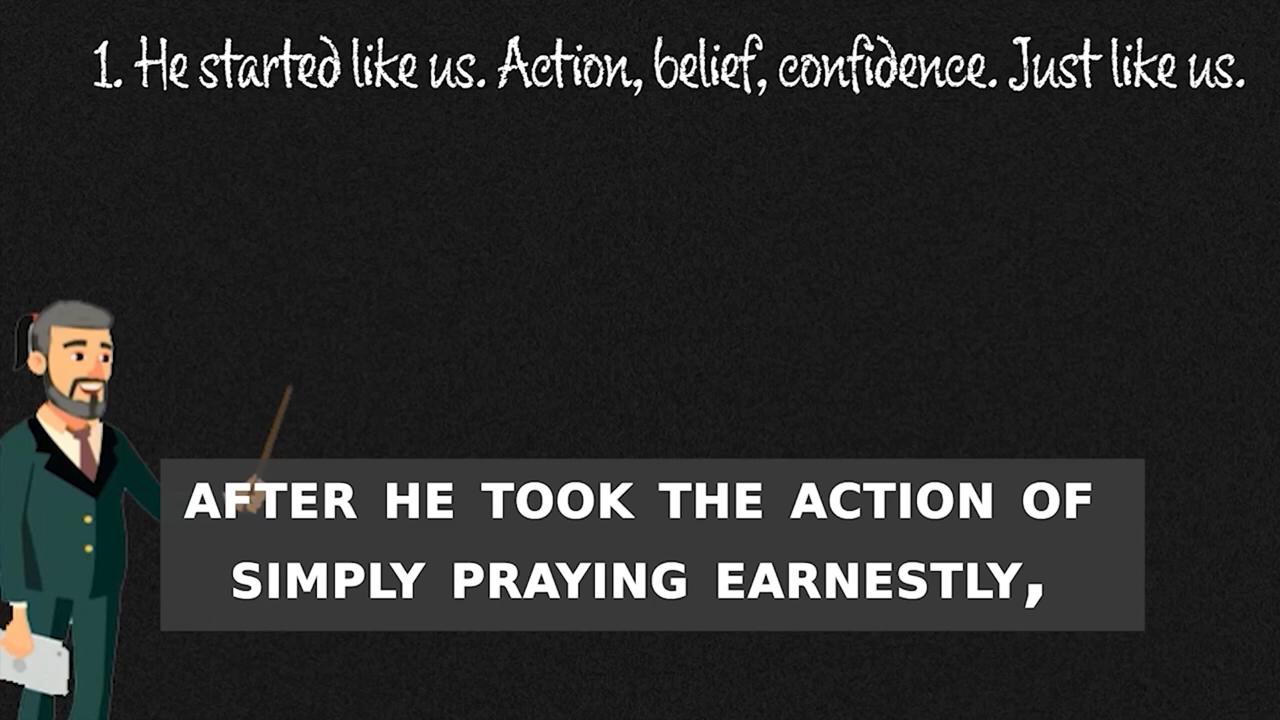 1. He started like us. Action, belief, confidence. Just like us.
AFTER HE TOOK THE ACTION OF
SIMPLY PRAYING EARNESTLY,